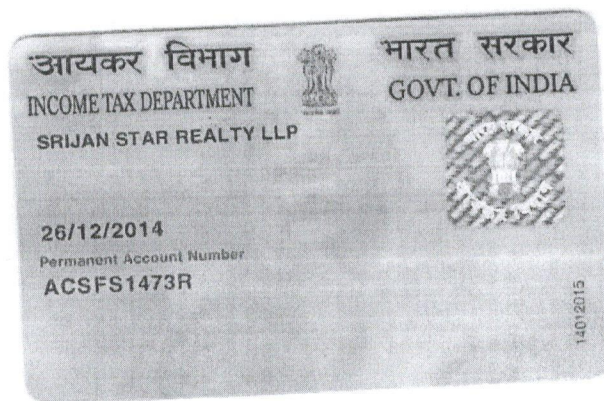 आयकर विभाग
INCOME TAX DEPARTMENT
भारत सरकार
GOVT. OF INDIA
SRIJAN STAR REALTY LLP
26/12/2014
Permanent Account Number
ACSFS1473R
14012015